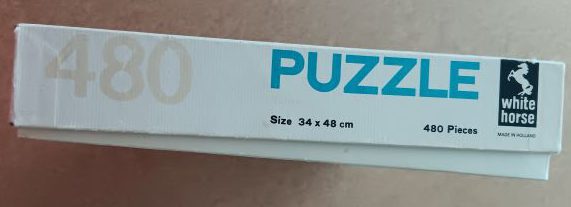 480
PUZZLE
Size 34 x 48 cm
480 Pieces
white
horse
MADE IN HOLLAND